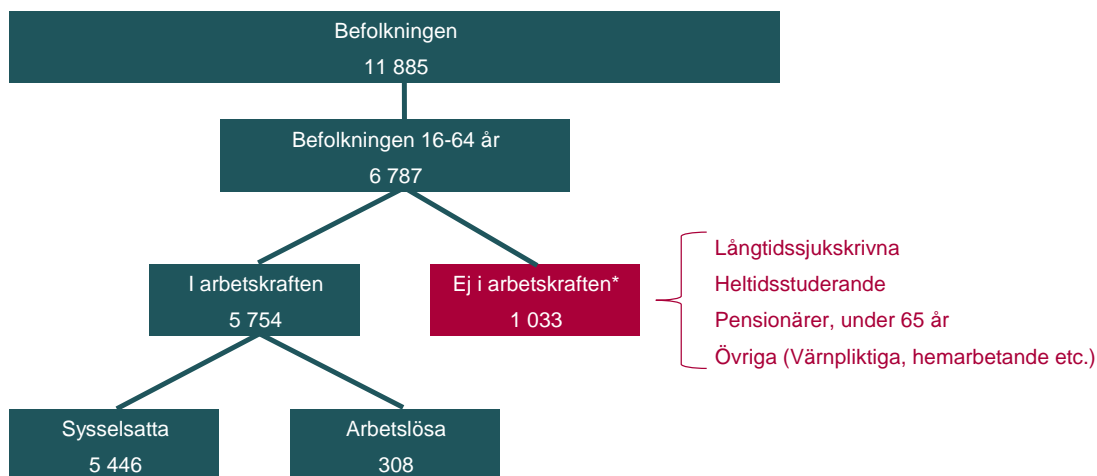 Befolkningen
11 885
Befolkningen 16-64 år
6 787
I arbetskraften
5 754
Ej i arbetskraften*
1 033
Långtidssjukskrivna
Heltidsstuderande
Pensionärer, under 65 år
Övriga (Värnpliktiga, hemarbetande etc.)
Sysselsatta
5 446
Arbetslösa
308